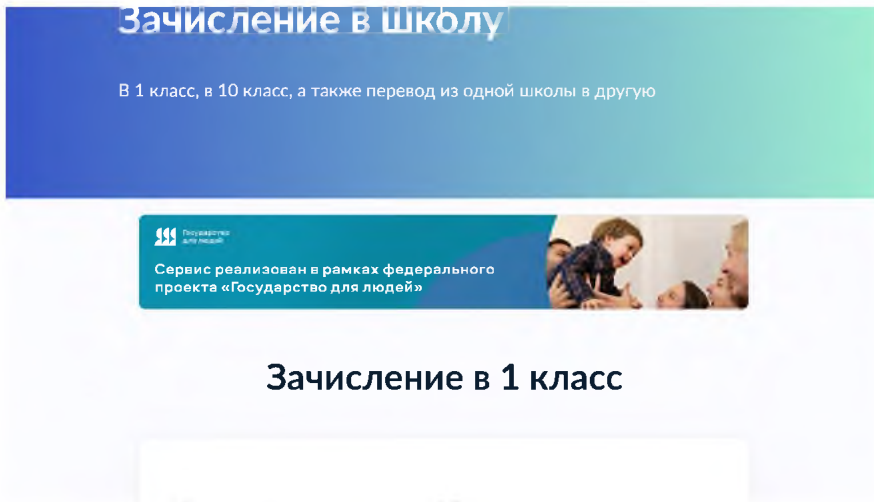 Зачисление в школу
В 1 класс, в 10 класс, а также перевод из одной школы в другую
Государство
для людей
Сервис реализован в рамках федерального
проекта «Государство для людей»
Зачисление в 1 класс